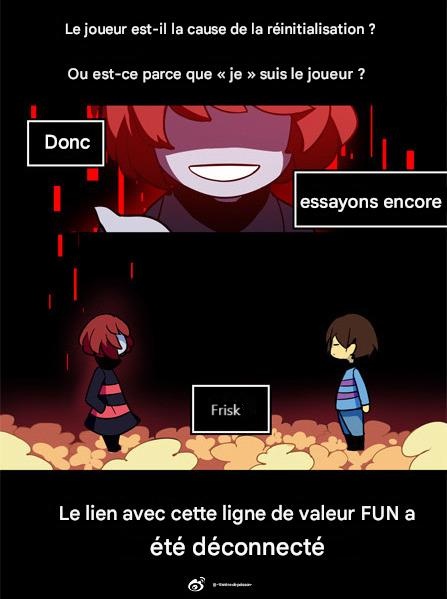 Le joueur est-il la cause de la réinitialisation ?
Ou est-ce parce que « je » suis le joueur ?
Donc
essayons encore
Frisk
Le lien avec cette ligne de valeur FUN a
été déconnecté